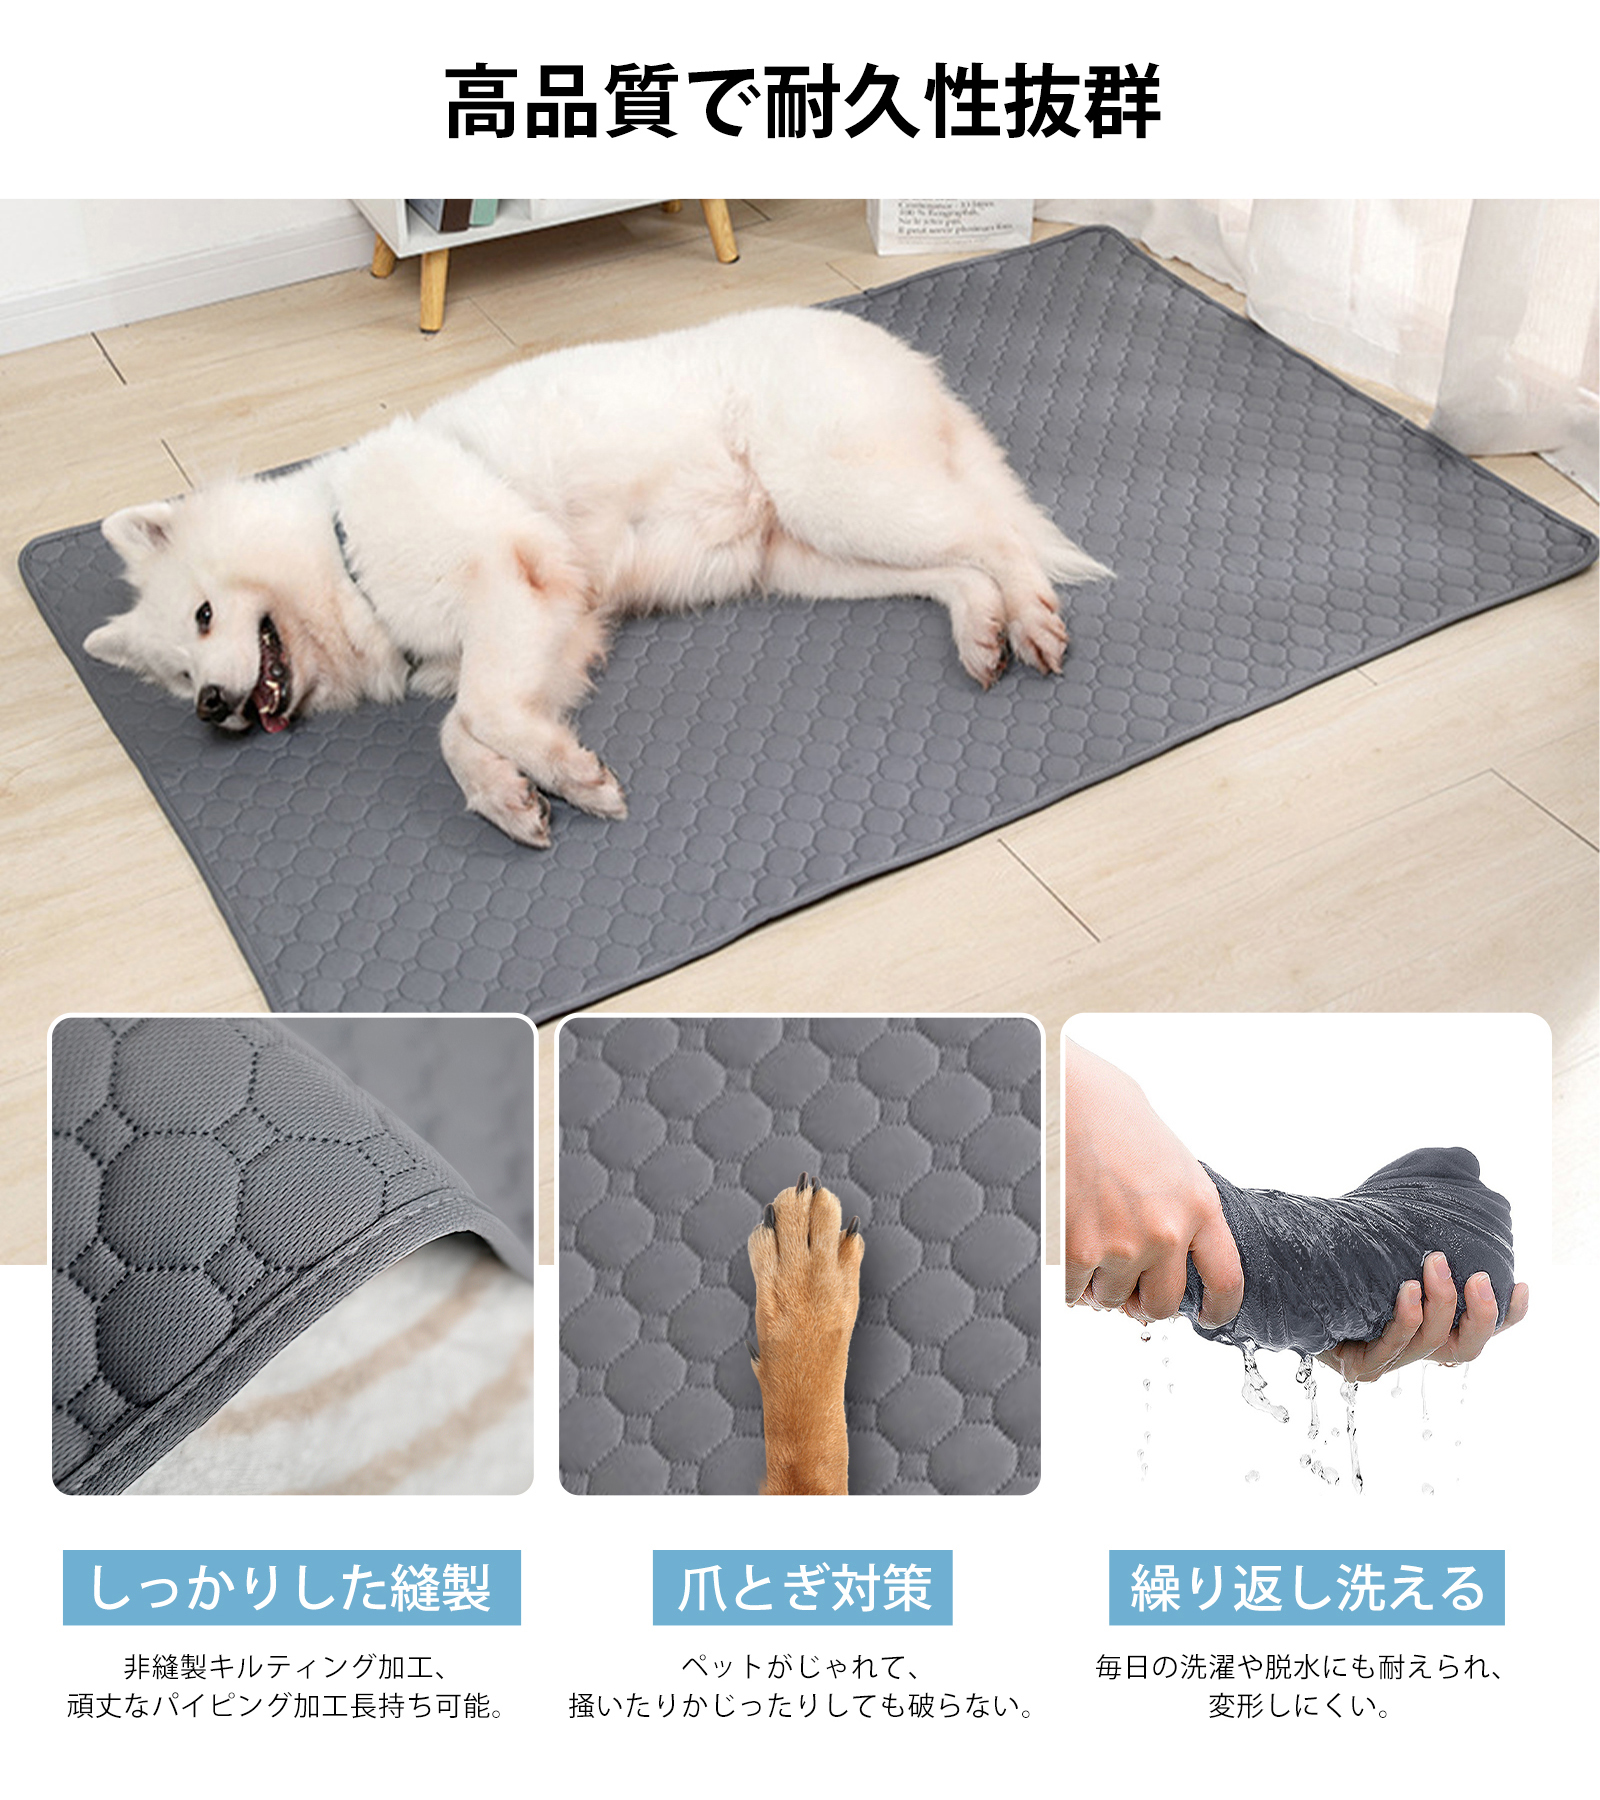 高品質で耐久性抜群
100 % Recyclable
しっかりした縫製
爪とぎ対策
繰り返し洗える
非縫製キルティング加工、
頑丈なパイピング加工長持ち可能。
ペットがじゃれて、
掻いたりかじったりしても破らない。
毎日の洗濯や脱水にも耐えられ、
変形しにくい。